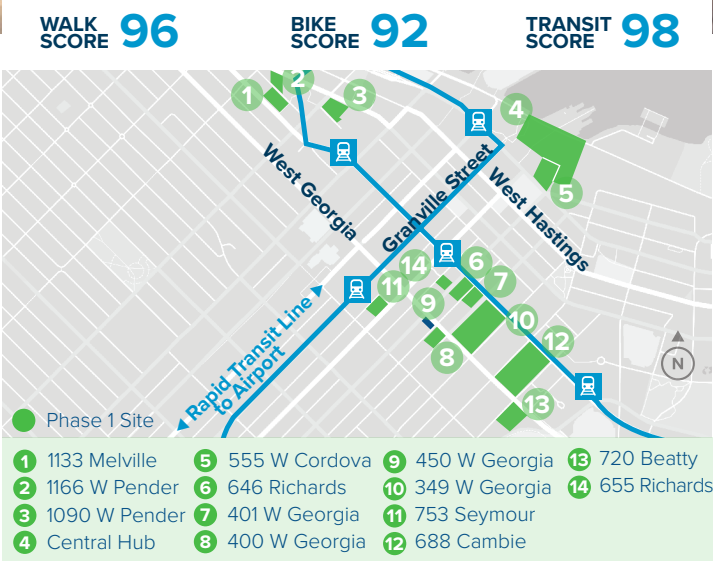 WALK SCORE 96
BIKE SCORE 92
TRANSIT SCORE 98
1
2
3
4
5
West Georgia
Granville Street
West Hastings
6
7
14
11
9
10
8
12
13
Rapid Transit Line
to Airport
N
Phase 1 Site
1 1133 Melville
2 1166 W Pender
3 1090 W Pender
4 Central Hub
5 555 W Cordova
6 646 Richards
7 401 W Georgia
8 400 W Georgia
9 450 W Georgia
10 349 W Georgia
11 753 Seymour
12 688 Cambie
13 720 Beatty
14 655 Richards